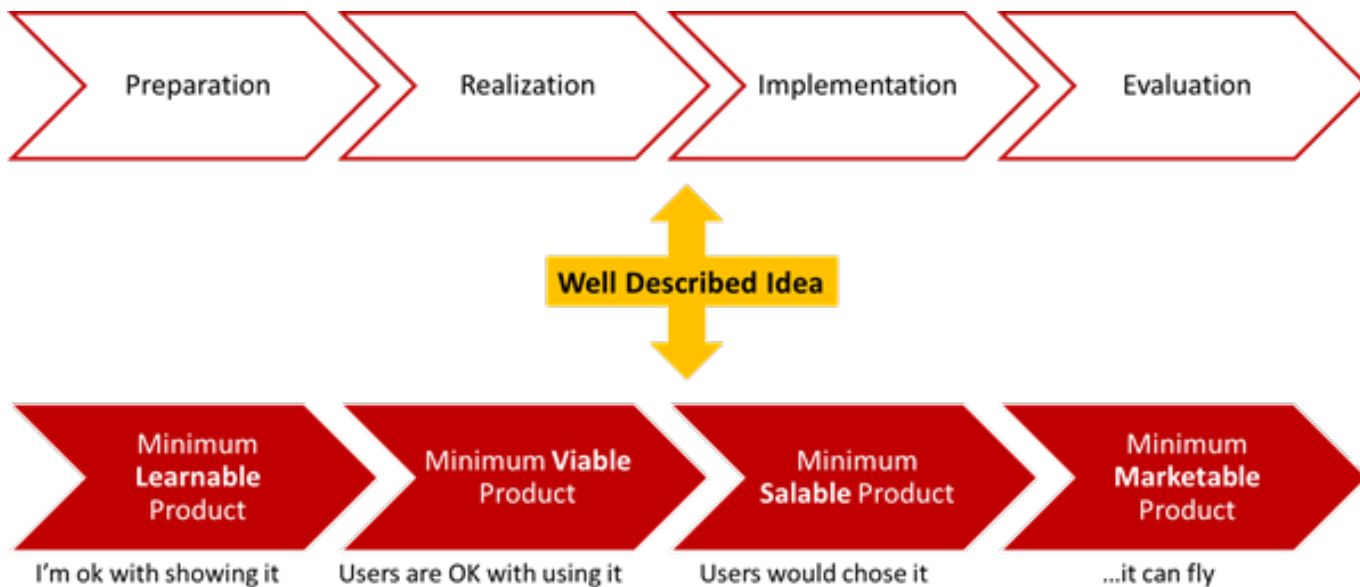 Preparation
Realization
Implementation
Evaluation
Well Described Idea
Minimum
Learnable
Product
Minimum Viable
Product
Minimum
Salable Product
Minimum
Marketable
Product
I'm ok with showing it
Users are OK with using it
Users would chose it
...it can fly